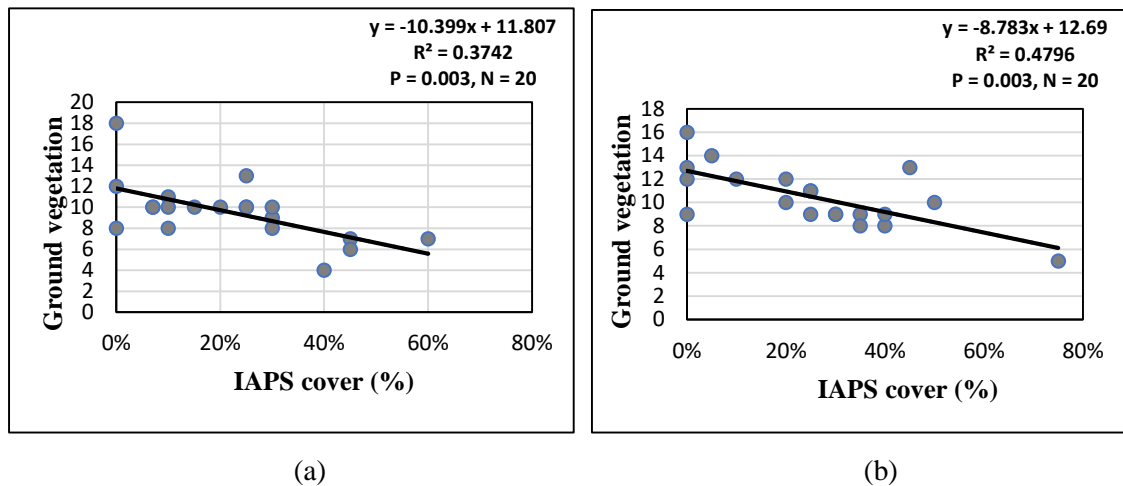 y = -10.399x + 11.807
R² = 0.3742
P = 0.003, N = 20
20
18
16
14
12
10
8
6
4
2
0
Ground vegetation
0% 20% 40% 60% 80%
IAPS cover (%)
(a)
y = -8.783x + 12.69
R² = 0.4796
P = 0.003, N = 20
18
16
14
12
10
8
6
4
2
0
Ground vegetation
0% 20% 40% 60% 80%
IAPS cover (%)
(b)